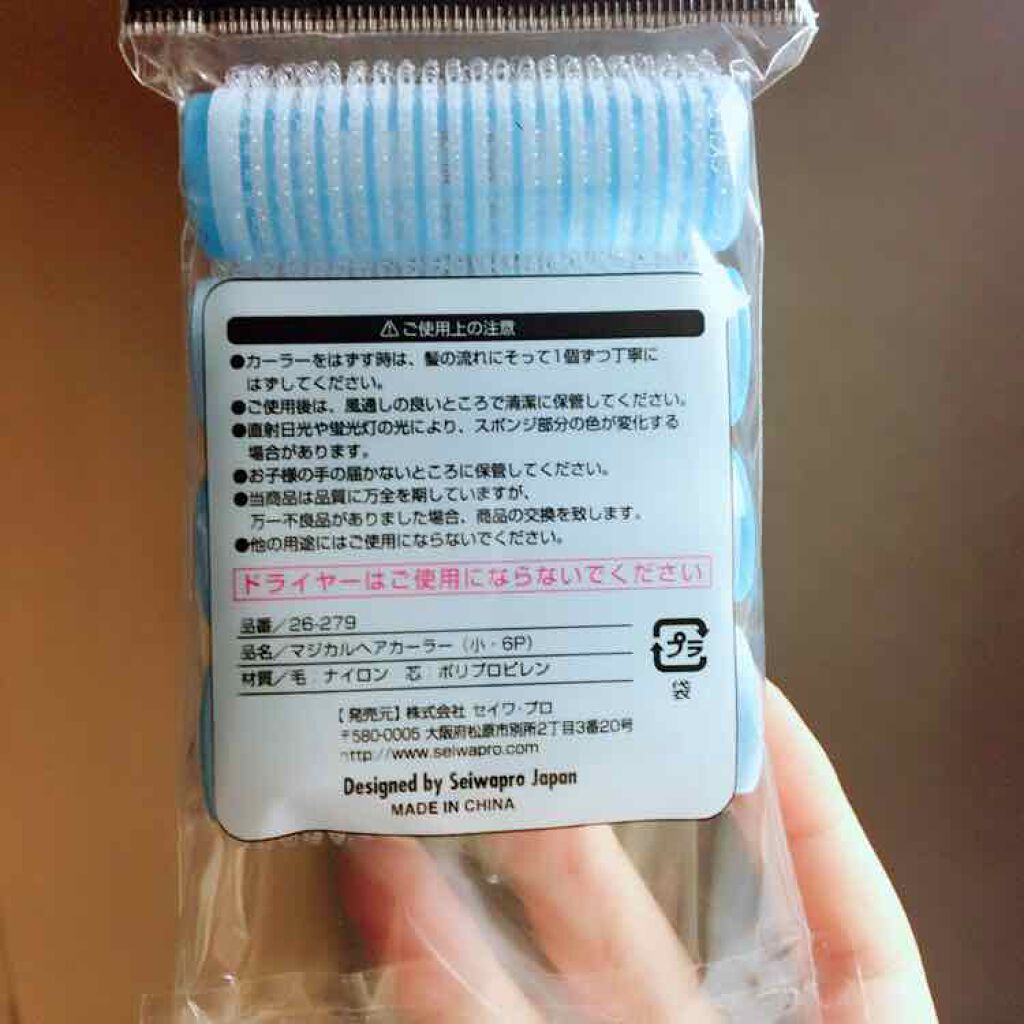 ⚠ご使用上の注意
●カーラーをはずす時は、髪の流れにそって1個ずつ丁寧に
はずしてください。
●ご使用後は、風通しの良いところで清潔に保管してください。
●直射日光や蛍光灯の光により、スポンジ部分の色が変化する
場合があります。
●お子様の手の届かないところに保管してください。
●当商品は品質に万全を期していますが、
万一不良品がありました場合、商品の交換を致します。
●他の用途にはご使用にならないでください。
ドライヤーはご使用にならないでください
品番／26-279
品名／マジカルヘアカーラー（小・6P）
材質／毛 ナイロン 芯 ポリプロピレン
プラ
袋
【発売元】株式会社 セイワ・プロ
〒580-0005 大阪府松原市別所2丁目3番20号
http://www.seiwapro.com
Designed by Seiwapro Japan
MADE IN CHINA